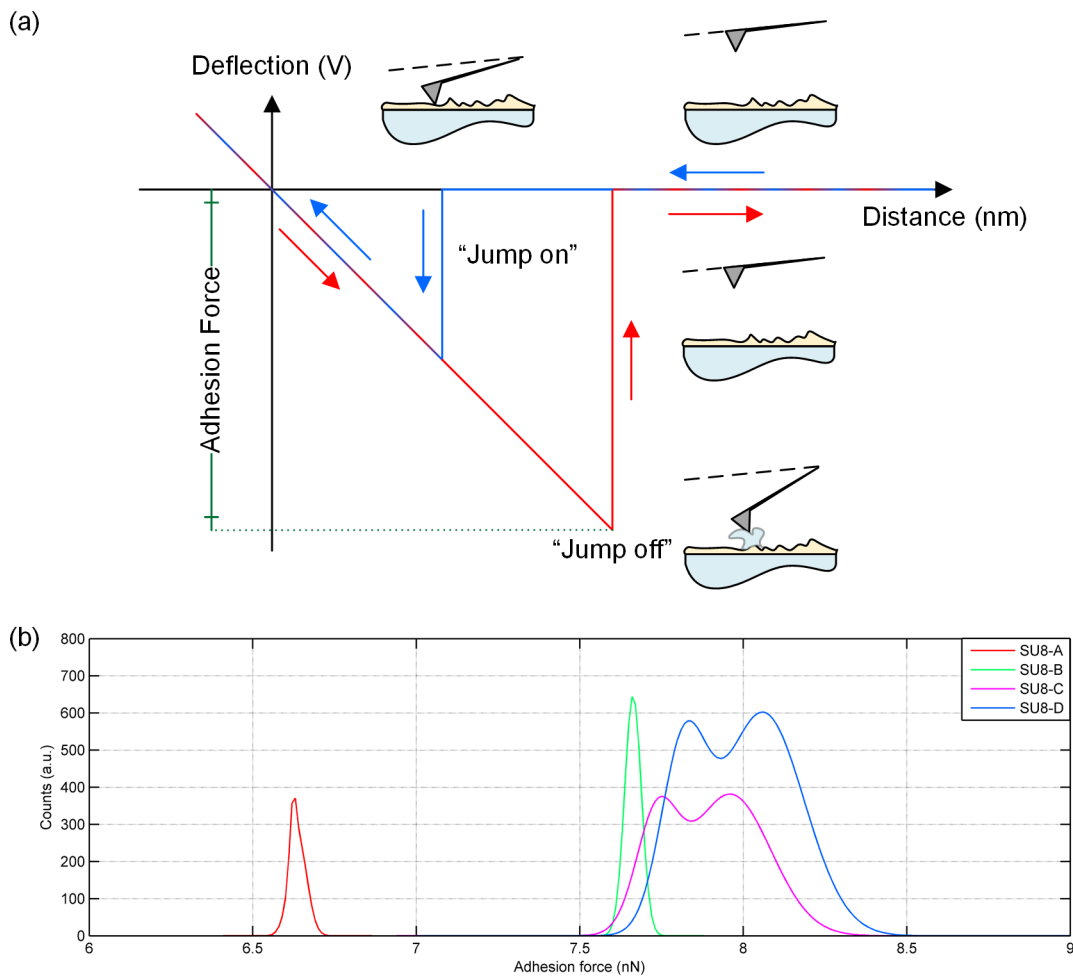 (a)
Deflection (V)
Distance (nm)
“Jump on”
Adhesion Force
“Jump off”
(b)
800
700
600
500
400
300
200
100
0
Counts (a.u.)
6
6.5
7
7.5
8
8.5
9
Adhesion force (nN)
SU8-A
SU8-B
SU8-C
SU8-D